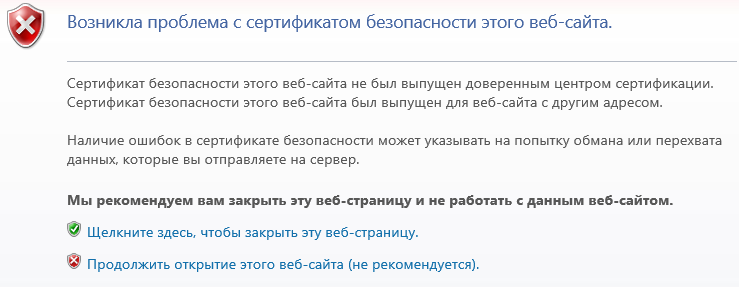 Возникла проблема с сертификатом безопасности этого веб-сайта.
Сертификат безопасности этого веб-сайта не был выпущен доверенным центром сертификации.
Сертификат безопасности этого веб-сайта был выпущен для веб-сайта с другим адресом.
Наличие ошибок в сертификате безопасности может указывать на попытку обмана или перехвата
данных, которые вы отправляете на сервер.
Мы рекомендуем вам закрыть эту веб-страницу и не работать с данным веб-сайтом.
Щелкните здесь, чтобы закрыть эту веб-страницу.
Продолжить открытие этого веб-сайта (не рекомендуется).